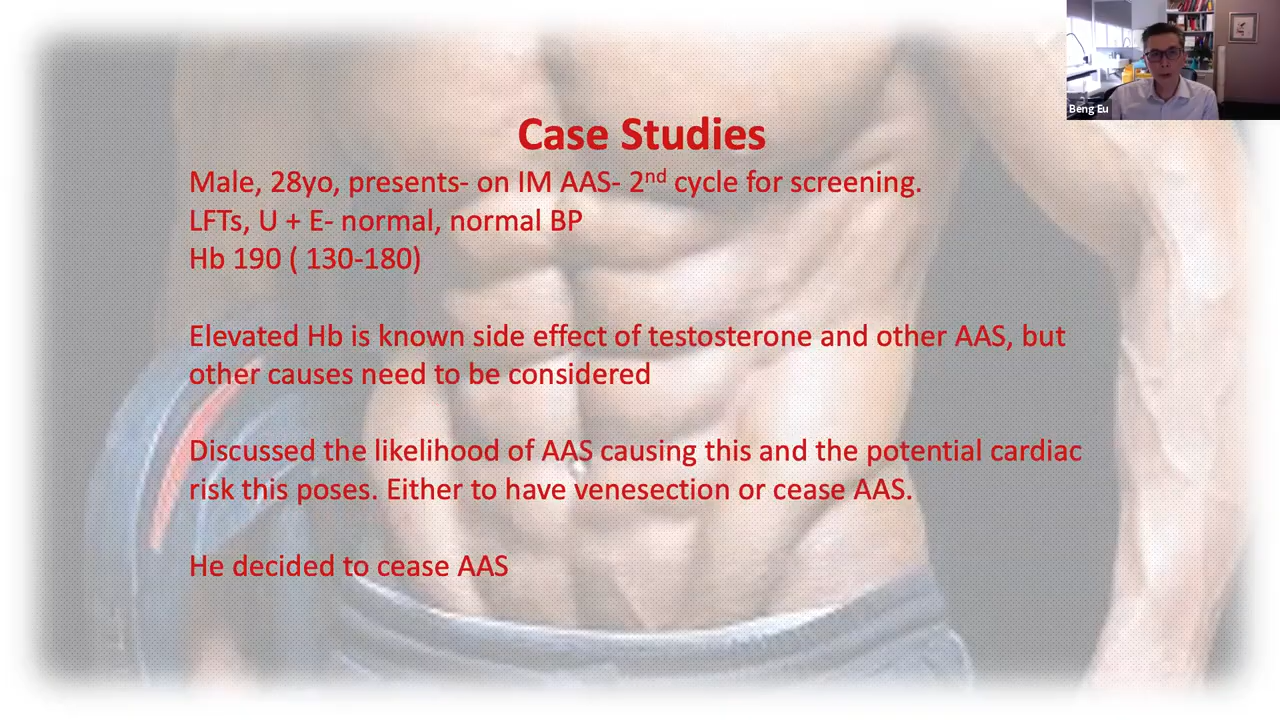 Beng Eu
Case Studies
Male, 28yo, presents- on IM AAS- 2nd cycle for screening.
LFTs, U + E- normal, normal BP
Hb 190 ( 130-180)
Elevated Hb is known side effect of testosterone and other AAS, but
other causes need to be considered
Discussed the likelihood of AAS causing this and the potential cardiac
risk this poses. Either to have venesection or cease AAS.
He decided to cease AAS